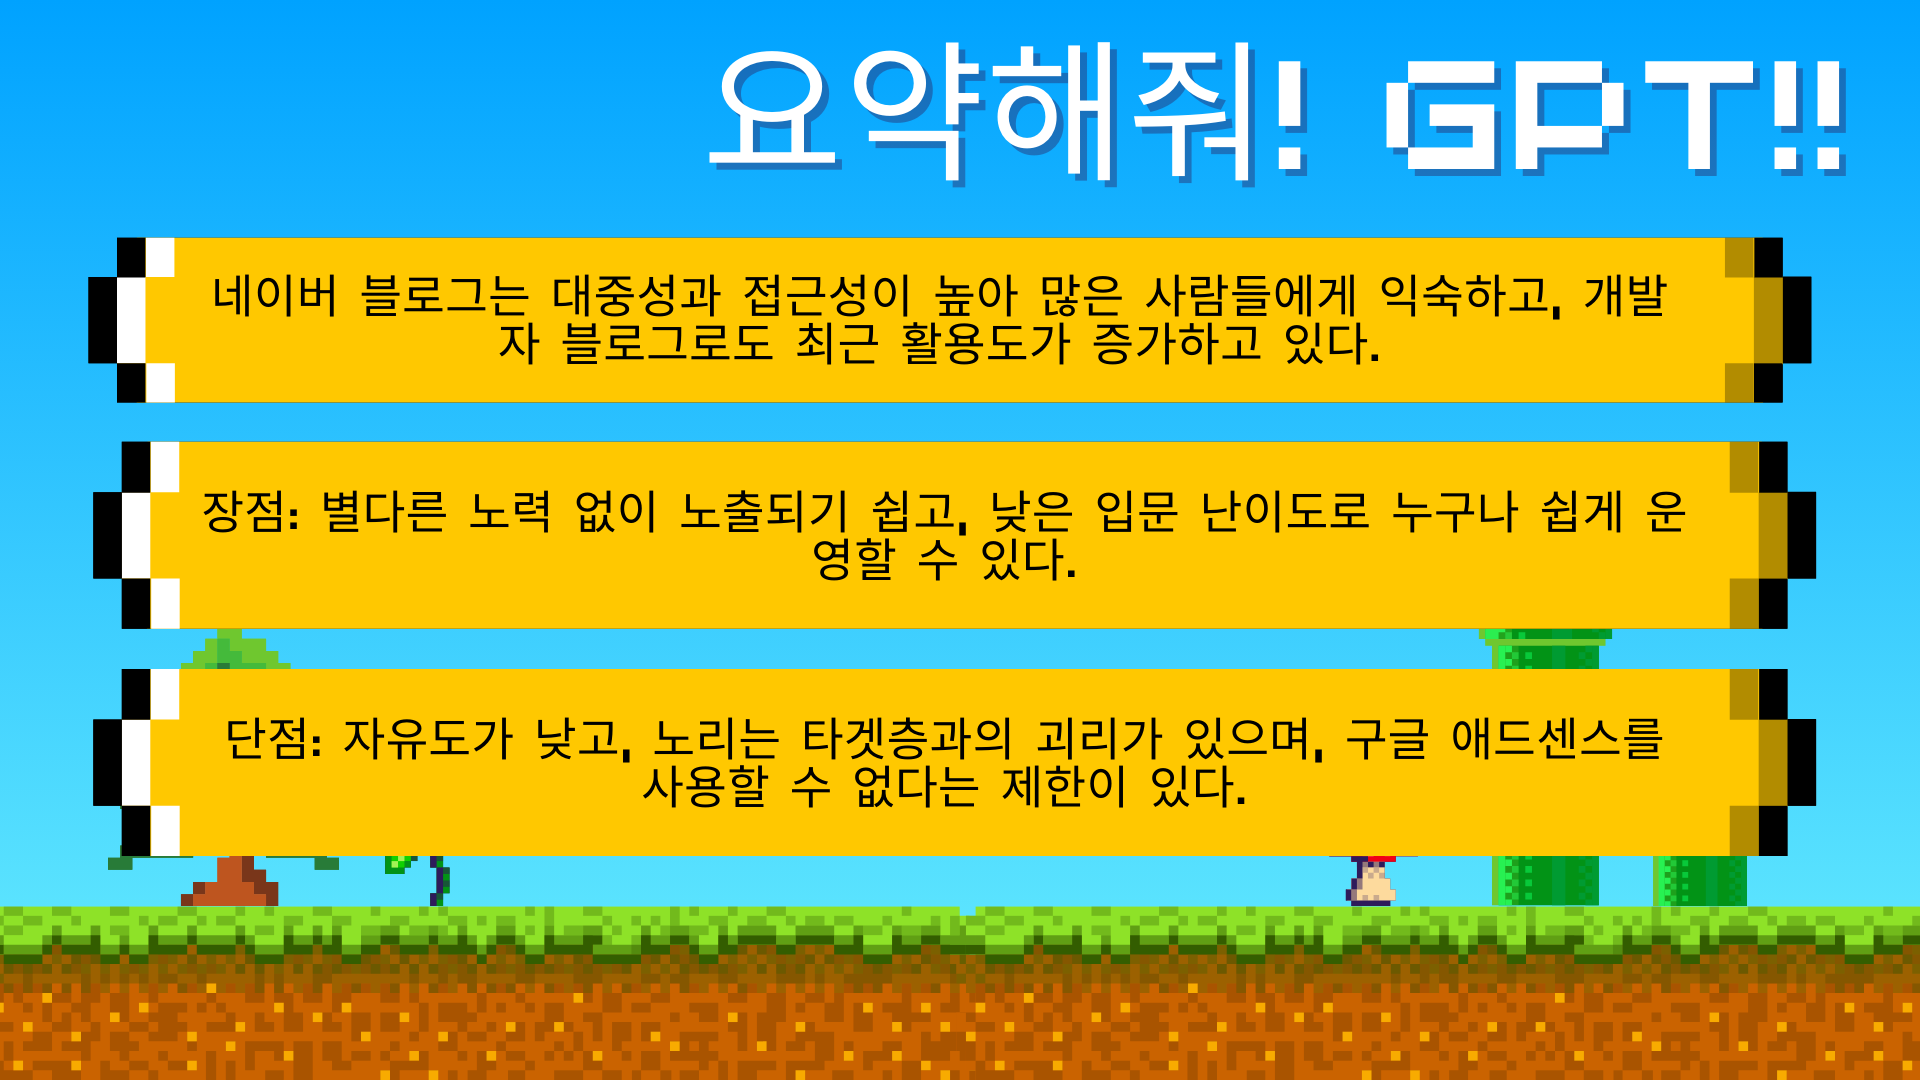 요약해줘! GPT!!
네이버 블로그는 대중성과 접근성이 높아 많은 사람들에게 익숙하고, 개발
자 블로그로도 최근 활용도가 증가하고 있다.
장점: 별다른 노력 없이 노출되기 쉽고, 낮은 입문 난이도로 누구나 쉽게 운
영할 수 있다.
단점: 자유도가 낮고, 노리는 타겟층과의 괴리가 있으며, 구글 애드센스를
사용할 수 없다는 제한이 있다.